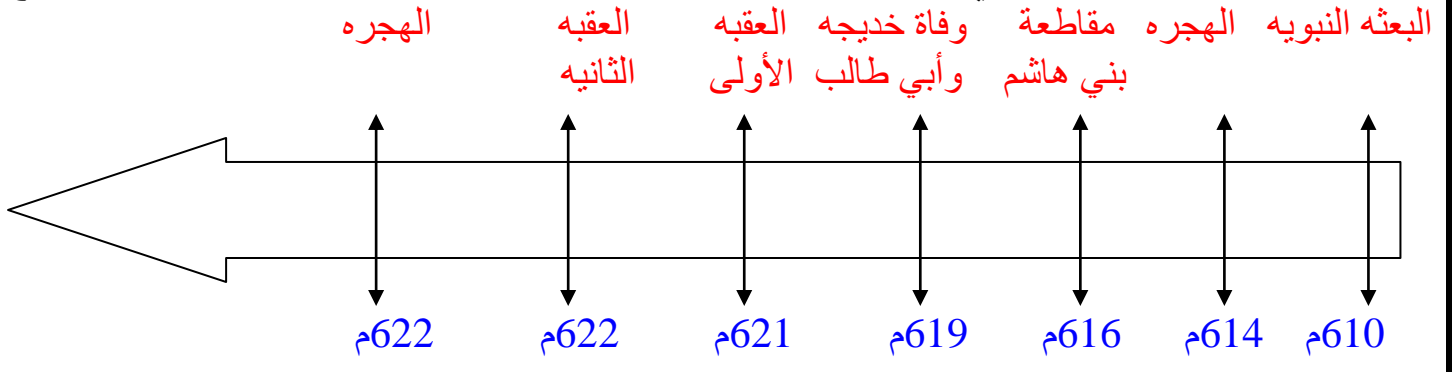 البعثه النبويه الهجره مقاطعة وفاة خديجه العقبه العقبه الهجره
بني هاشم وأبي طالب الأولى الثانيه
610م 614م 616م 619م 621م 622م 622م